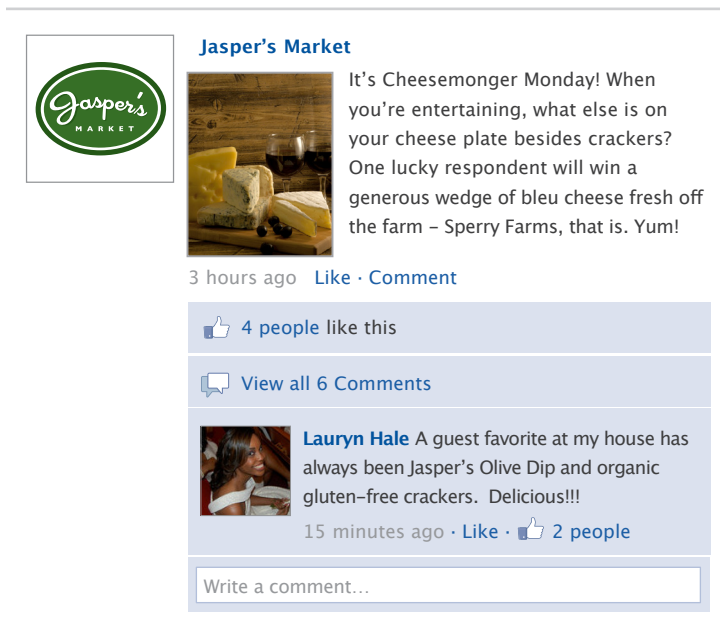 Jasper's
MARKET
Jasper’s Market
It’s Cheesemonger Monday! When
you’re entertaining, what else is on
your cheese plate besides crackers?
One lucky respondent will win a
generous wedge of bleu cheese fresh off
the farm – Sperry Farms, that is. Yum!
3 hours ago Like · Comment
4 people like this
View all 6 Comments
Lauryn Hale A guest favorite at my house has
always been Jasper’s Olive Dip and organic
gluten-free crackers. Delicious!!!
15 minutes ago · Like · 2 people
Write a comment...